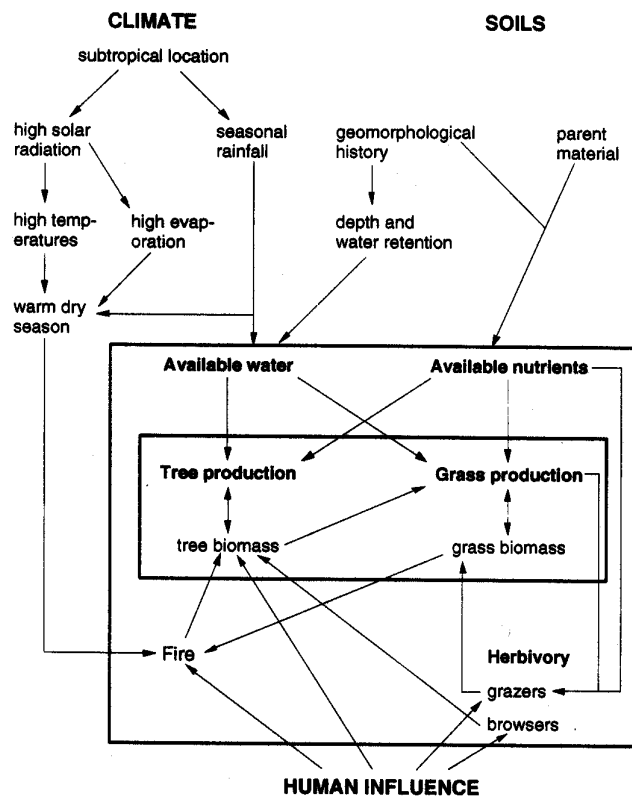 CLIMATE
SOILS
subtropical location
high solar
radiation
seasonal
rainfall
geomorphological
history
parent
material
high temp-
eratures
high evap-
oration
depth and
water retention
warm dry
season
Available water
Available nutrients
Tree production
Grass production
tree biomass
grass biomass
Fire
Herbivory
grazers
browsers
HUMAN INFLUENCE